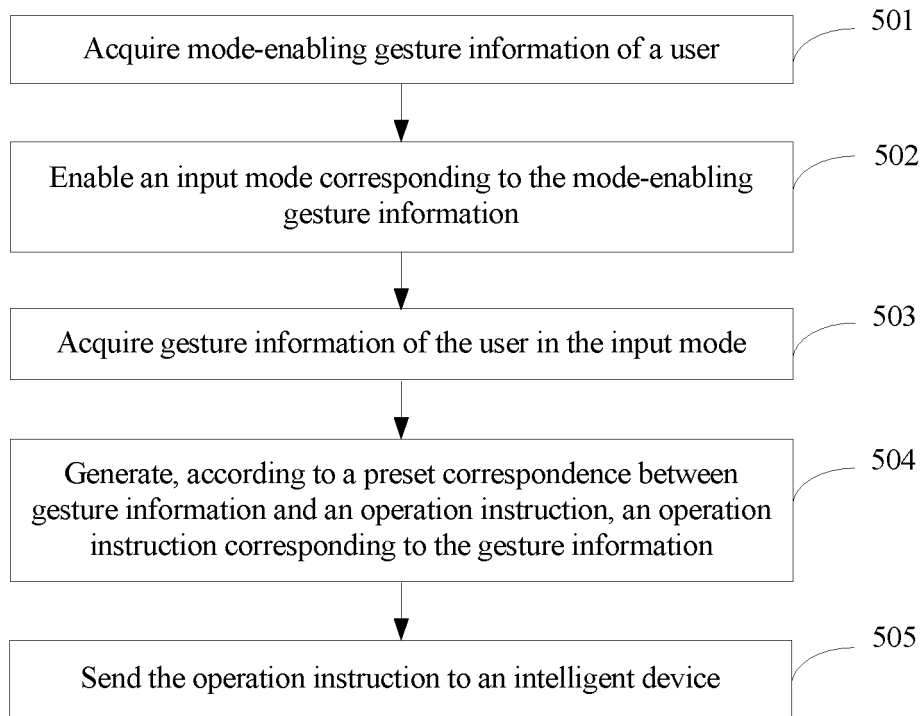 Acquire mode-enabling gesture information of a user
501
Enable an input mode corresponding to the mode-enabling
gesture information
502
Acquire gesture information of the user in the input mode
503
Generate, according to a preset correspondence between
gesture information and an operation instruction, an operation
instruction corresponding to the gesture information
504
Send the operation instruction to an intelligent device
505